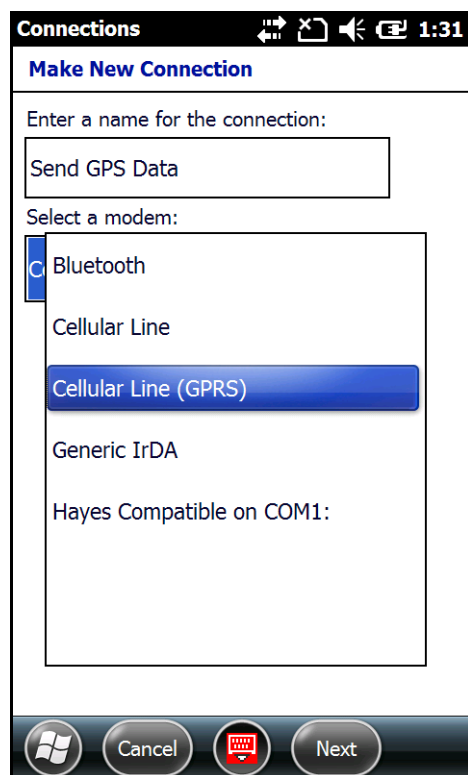 Connections 1:31
Make New Connection
Enter a name for the connection:
Send GPS Data
Select a modem:
Bluetooth
Cellular Line
Cellular Line (GPRS)
Generic IrDA
Hayes Compatible on COM1:
Cancel Next